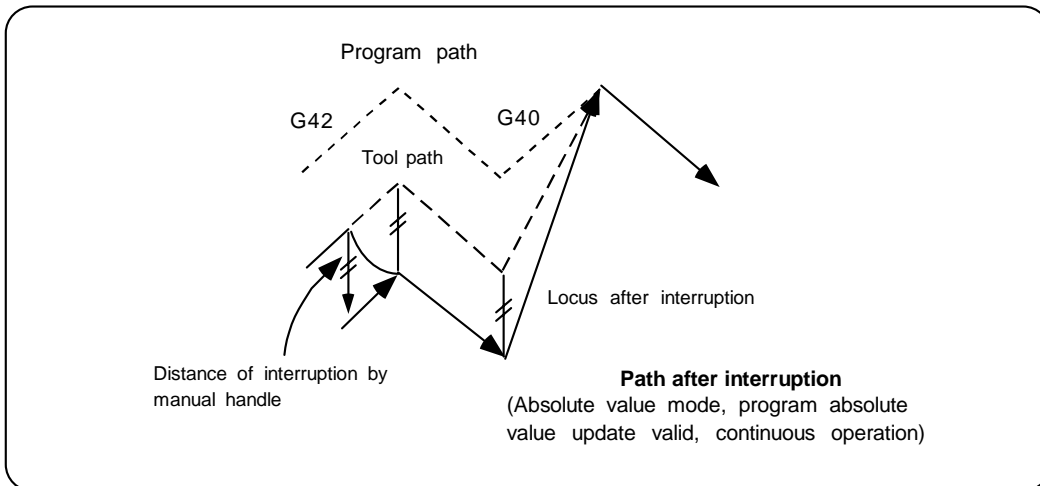 Program path
G42
G40
Tool path
Locus after interruption
Distance of interruption by
manual handle
Path after interruption
(Absolute value mode, program absolute
value update valid, continuous operation)